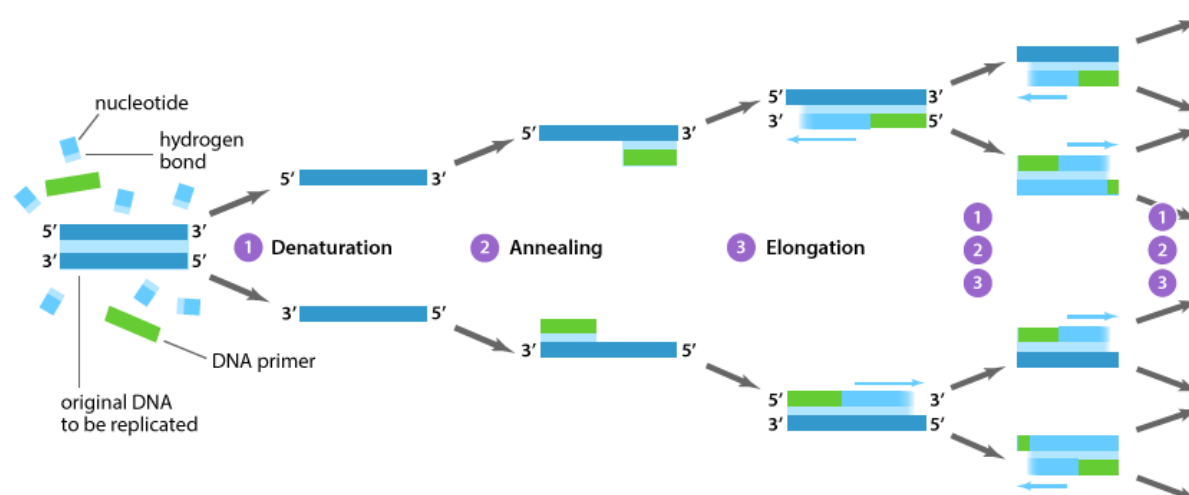 nucleotide
hydrogen
bond
5′ 3′
3′ 5′
DNA primer
original DNA
to be replicated
5′ 3′
1 Denaturation
3′ 5′
5′ 3′
2 Annealing
3′ 5′
5′ 3′
3′ 5′
3 Elongation
5′ 3′
3′ 5′
1
2
3
1
2
3